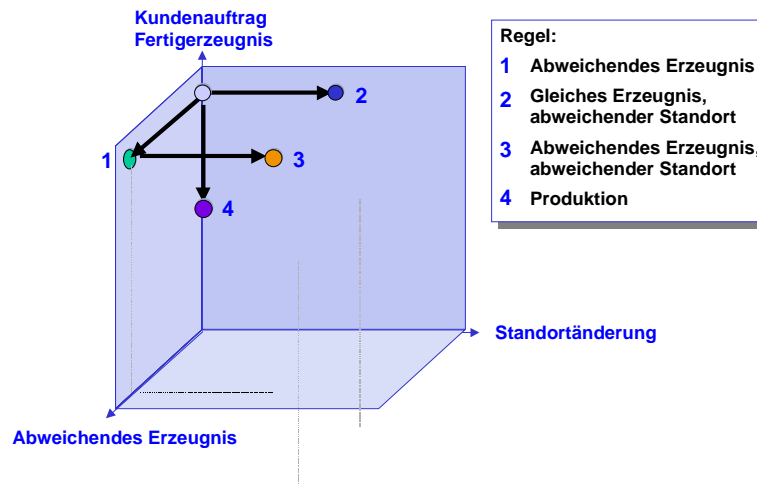 Kundenauftrag
Fertigerzeugnis
Regel:
1 Abweichendes Erzeugnis
2 Gleiches Erzeugnis,
abweichender Standort
3 Abweichendes Erzeugnis,
abweichender Standort
4 Produktion
2
1
3
4
Standortänderung
Abweichendes Erzeugnis